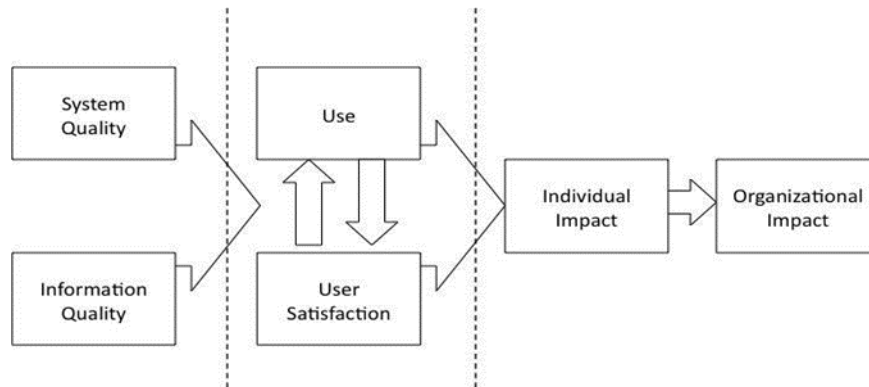 System
Quality
Use
Individual
Impact
Organizational
Impact
Information
Quality
User
Satisfaction